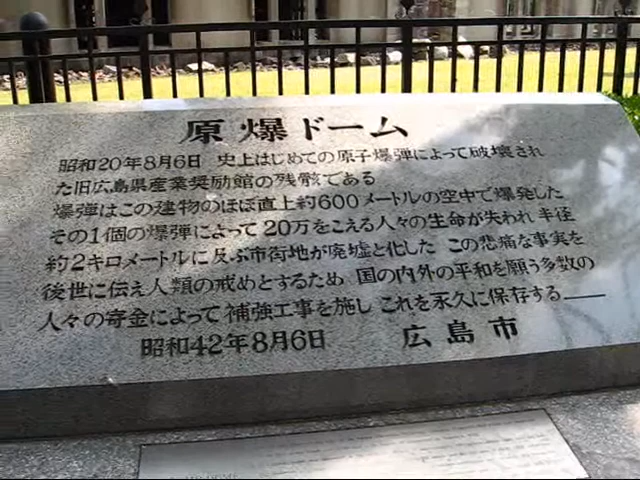 原爆ドーム
昭和20年8月6日 史上はじめての原子爆弾によって破壊され
た旧広島県産業奨励館の残骸である
爆弾はこの建物のほぼ直上約600メートルの空中で爆発した
その1個の爆弾によって20万をこえる人々の生命が失われ 半径
約2キロメートルに及ぶ市街地が廃墟と化した この悲痛な事実を
後世に伝え人類の戒めとするため 国の内外の平和を願う多数の
人々の寄金によって補強工事を施し これを永久に保存する——
昭和42年8月6日 広島市